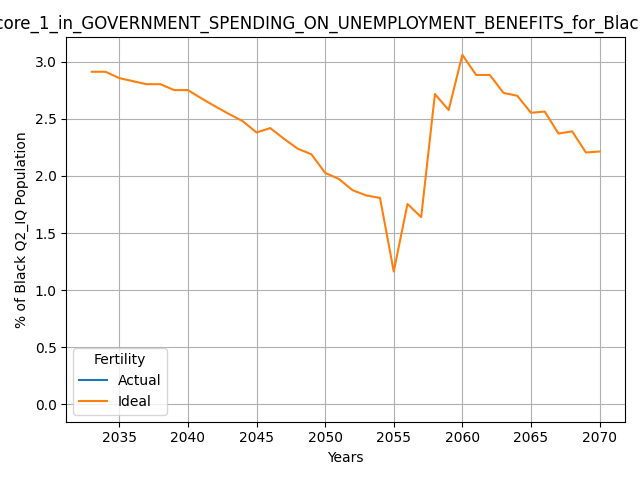 core_1_in_GOVERNMENT_SPENDING_ON_UNEMPLOYMENT_BENEFITS_for_Blac
3.0
2.5
2.0
1.5
1.0
0.5
0.0
% of Black Q2_IQ Population
Fertility
Actual
Ideal
2035 2040 2045 2050 2055 2060 2065 2070
Years